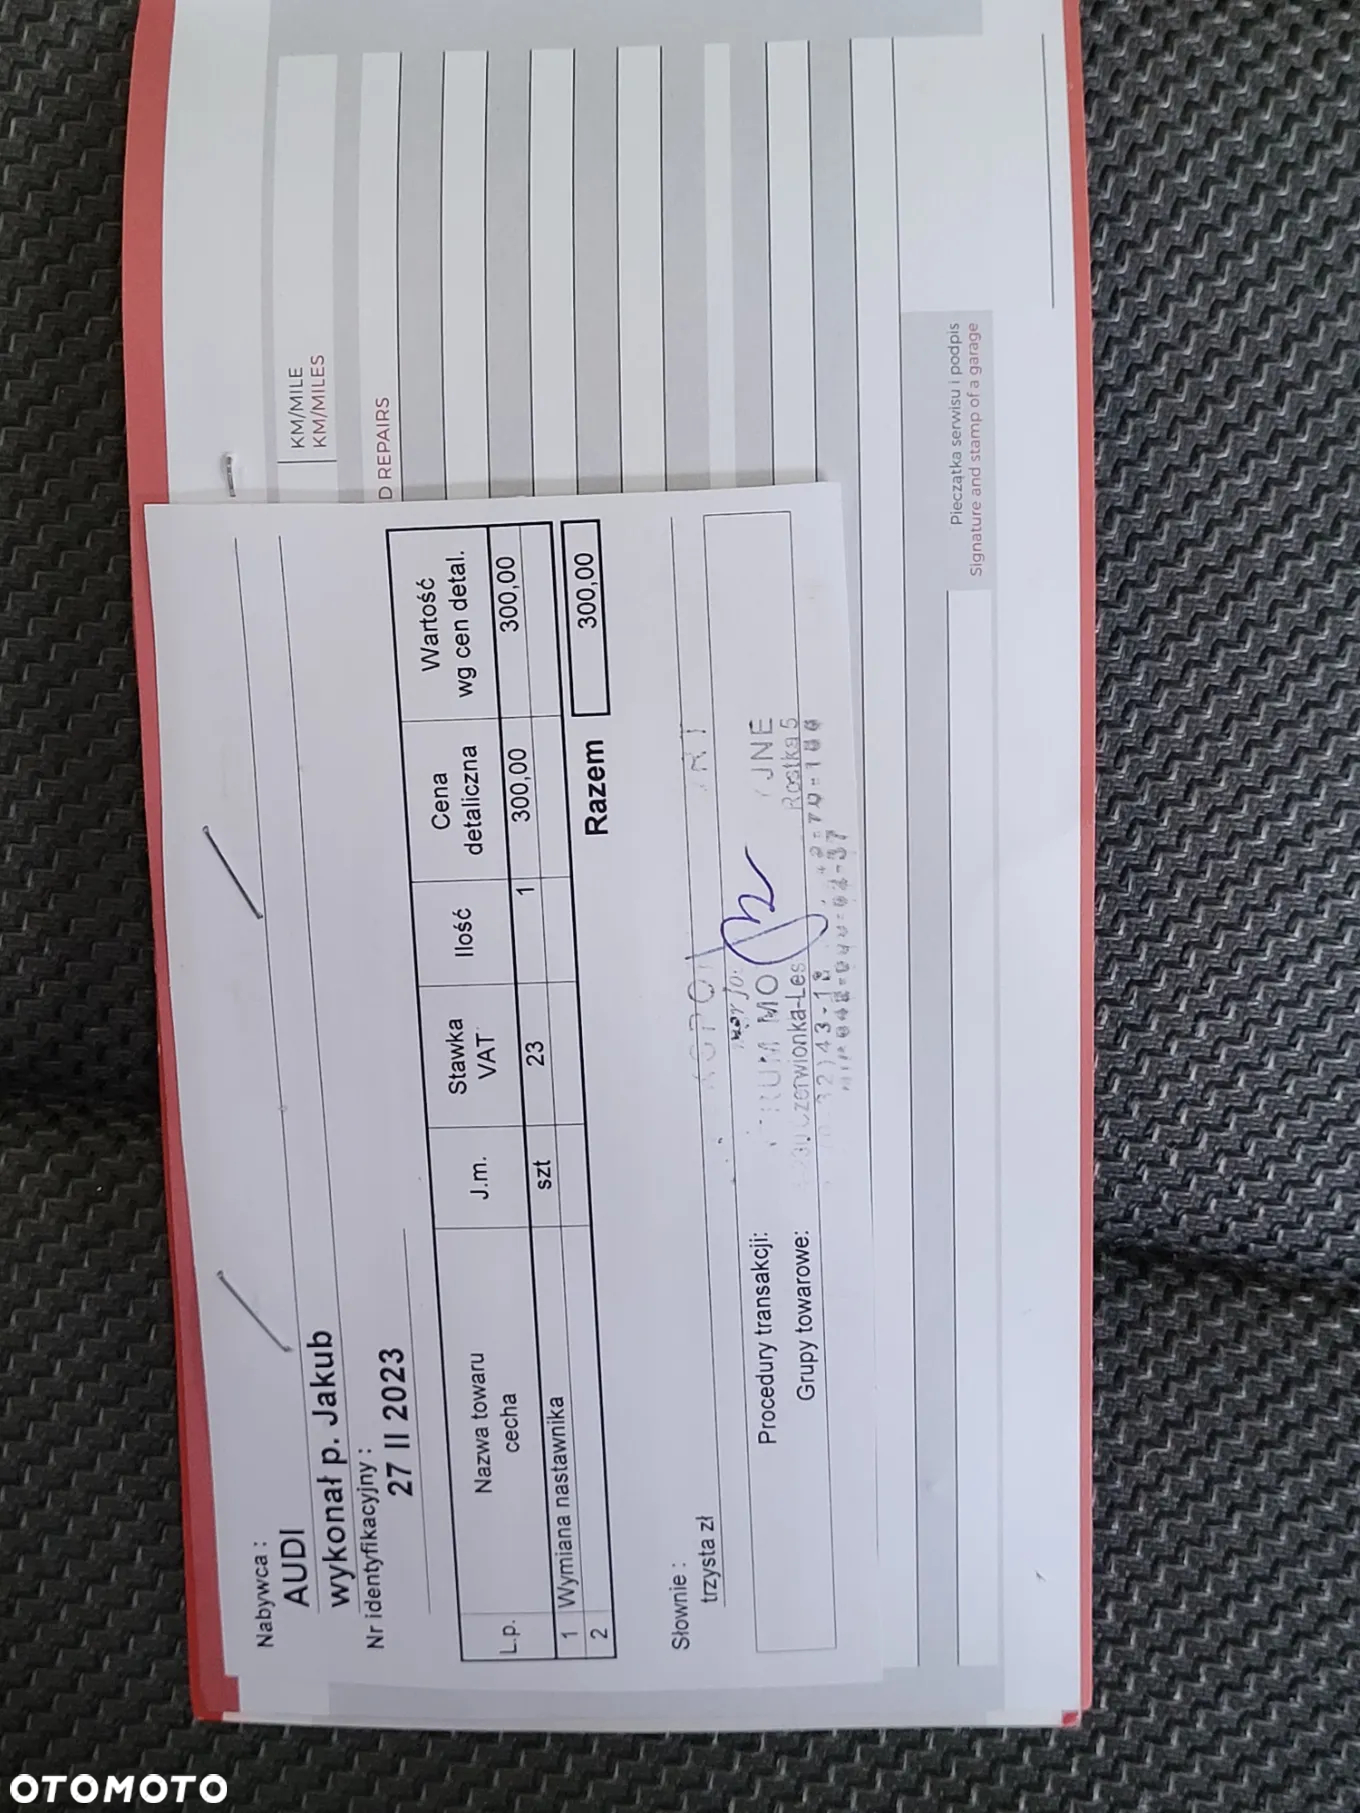 KM/MILE
KM/MILES
D REPAIRS
Nabywca :
AUDI
wykonał p. Jakub
Nr identyfikacyjny :
27 II 2023
L.p.
Nazwa towaru
cecha
J.m.
Stawka
VAT
Ilość
Cena
detaliczna
Wartość
wg cen detal.
1 Wymiana nastawnika szt 23 1 300,00 300,00
2
Razem 300,00
Słownie :
trzysta zł
Procedury transakcji:
Grupy towarowe:
Rostka 5
Pieczątka serwisu i podpis
Signature and stamp of a garage
OTOMOTO